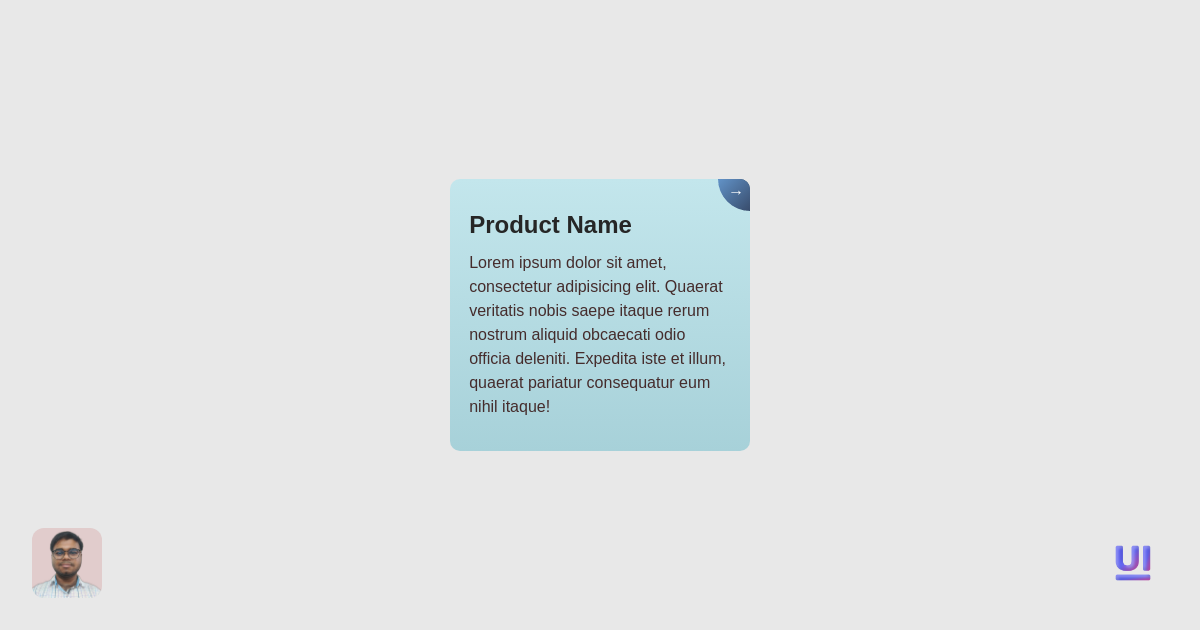 →
Product Name
Lorem ipsum dolor sit amet,
consectetur adipisicing elit. Quaerat
veritatis nobis saepe itaque rerum
nostrum aliquid obcaecati odio
officia deleniti. Expedita iste et illum,
quaerat pariatur consequatur eum
nihil itaque!
UI